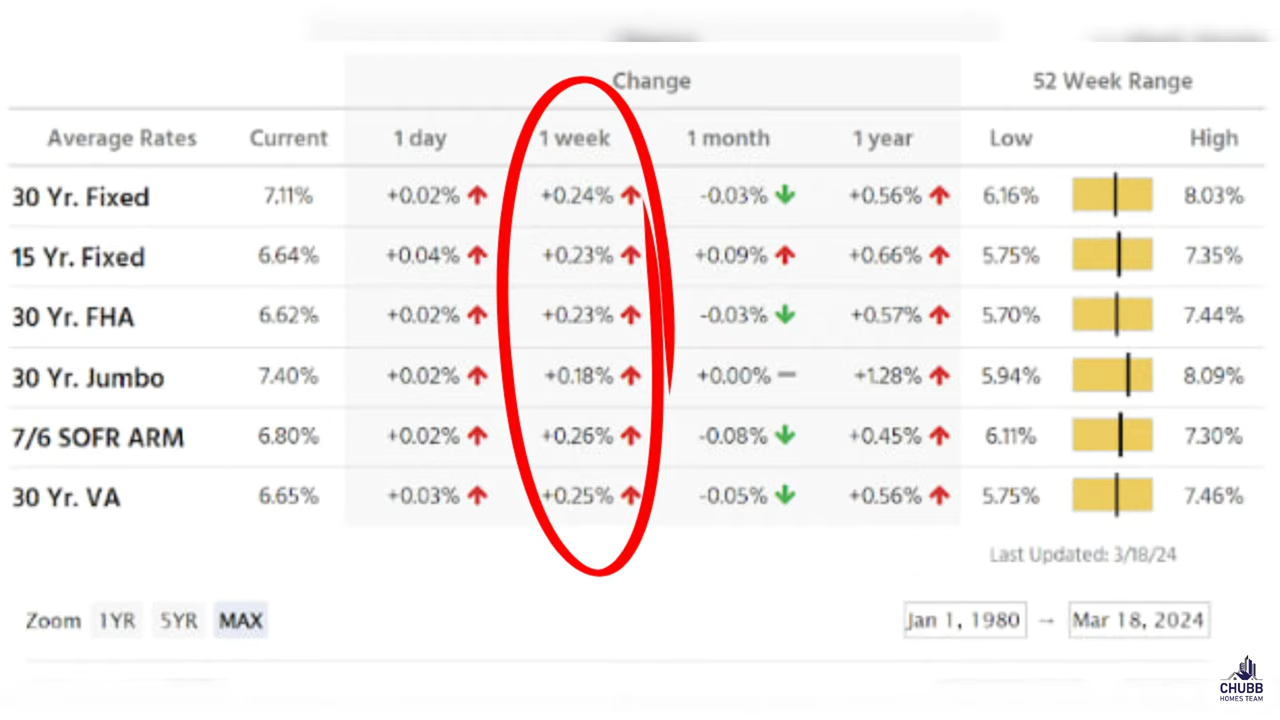 Change 52 Week Range
Average Rates Current 1 day 1 week 1 month 1 year Low High
30 Yr. Fixed 7.11% +0.02% +0.24% -0.03% +0.56% 6.16% 8.03%
15 Yr. Fixed 6.64% +0.04% +0.23% +0.09% +0.66% 5.75% 7.35%
30 Yr. FHA 6.62% +0.02% +0.23% -0.03% +0.57% 5.70% 7.44%
30 Yr. Jumbo 7.40% +0.02% +0.18% +0.00% +1.28% 5.94% 8.09%
7/6 SOFR ARM 6.80% +0.02% +0.26% -0.08% +0.45% 6.11% 7.30%
30 Yr. VA 6.65% +0.03% +0.25% -0.05% +0.56% 5.75% 7.46%
Last Updated: 3/18/24
Zoom 1YR 5YR MAX Jan 1, 1980 → Mar 18, 2024
CHUBB
HOMES TEAM